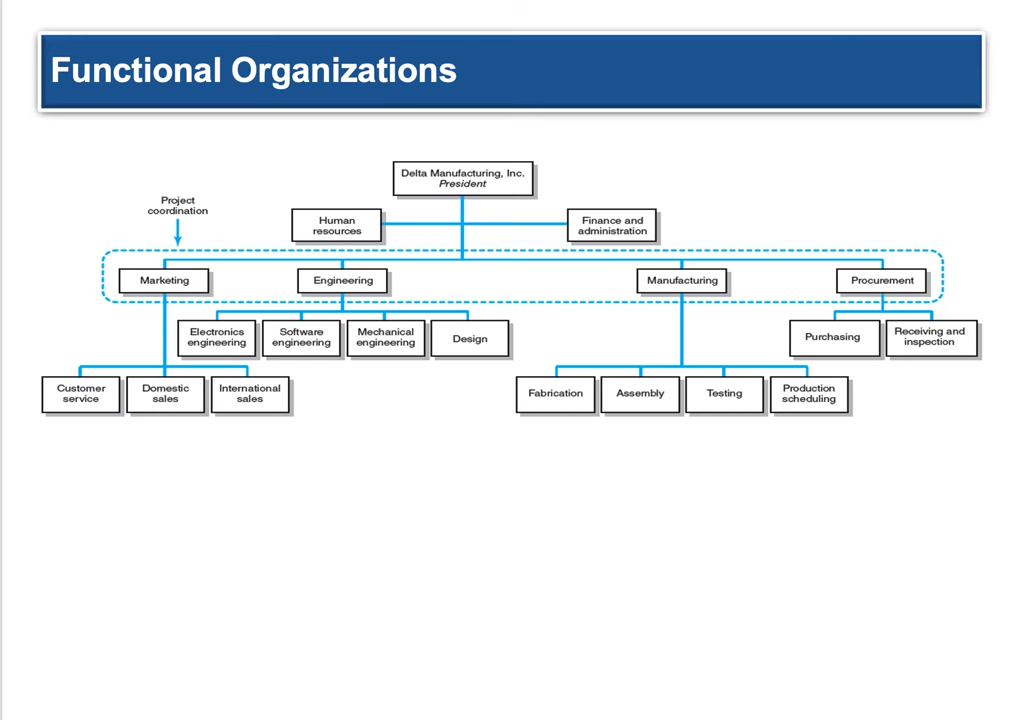 Functional Organizations
Delta Manufacturing, Inc.
President
Project
coordination
Human
resources
Finance and
administration
Marketing
Engineering
Manufacturing
Procurement
Electronics
engineering
Software
engineering
Mechanical
engineering
Design
Purchasing
Receiving and
inspection
Customer
service
Domestic
sales
International
sales
Fabrication
Assembly
Testing
Production
scheduling